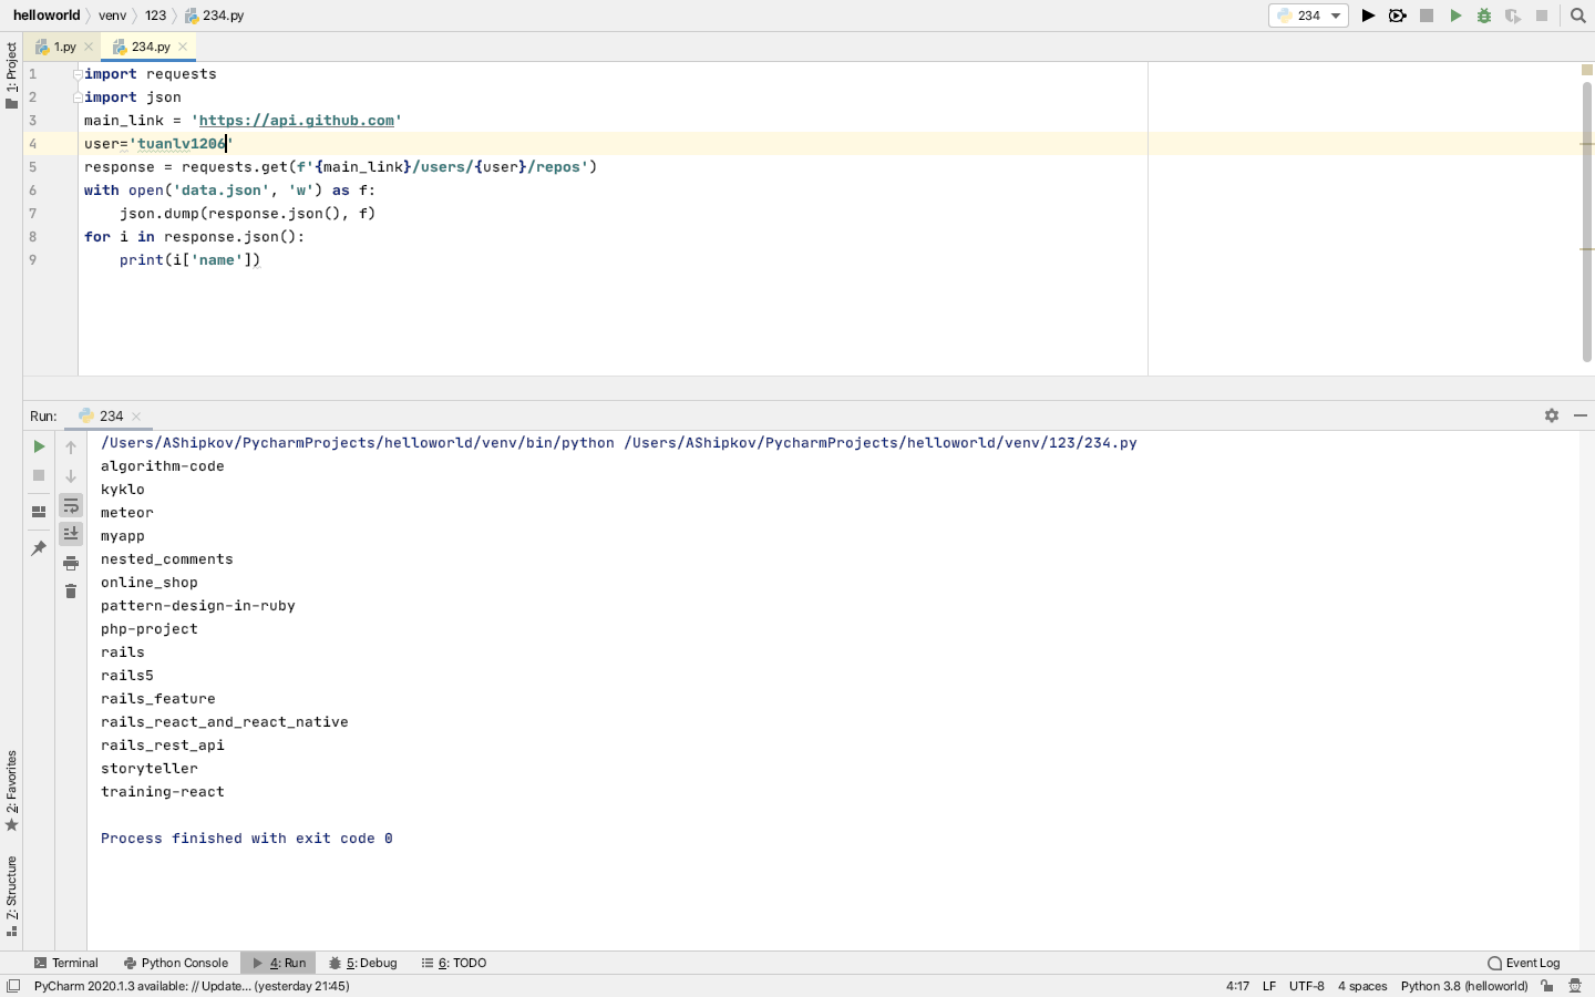 helloworld venv 123 234.py 234
1: Project
1.py 234.py
1 import requests
2 import json
3 main_link = 'https://api.github.com'
4 user='tuanlv1206'
5 response = requests.get(f'{main_link}/users/{user}/repos')
6 with open('data.json', 'w') as f:
7 json.dump(response.json(), f)
8 for i in response.json():
9 print(i['name'])
Run: 234
/Users/AShipkov/PycharmProjects/helloworld/venv/bin/python /Users/AShipkov/PycharmProjects/helloworld/venv/123/234.py
algorithm-code
kyklo
meteor
myapp
nested_comments
online_shop
pattern-design-in-ruby
php-project
rails
rails5
rails_feature
rails_react_and_react_native
rails_rest_api
storyteller
training-react
Process finished with exit code 0
2: Favorites
Z: Structure
Terminal Python Console 4: Run 5: Debug 6: TODO Event Log
PyCharm 2020.1.3 available: // Update... (yesterday 21:45) 4:17 LF UTF-8 4 spaces Python 3.8 (helloworld)